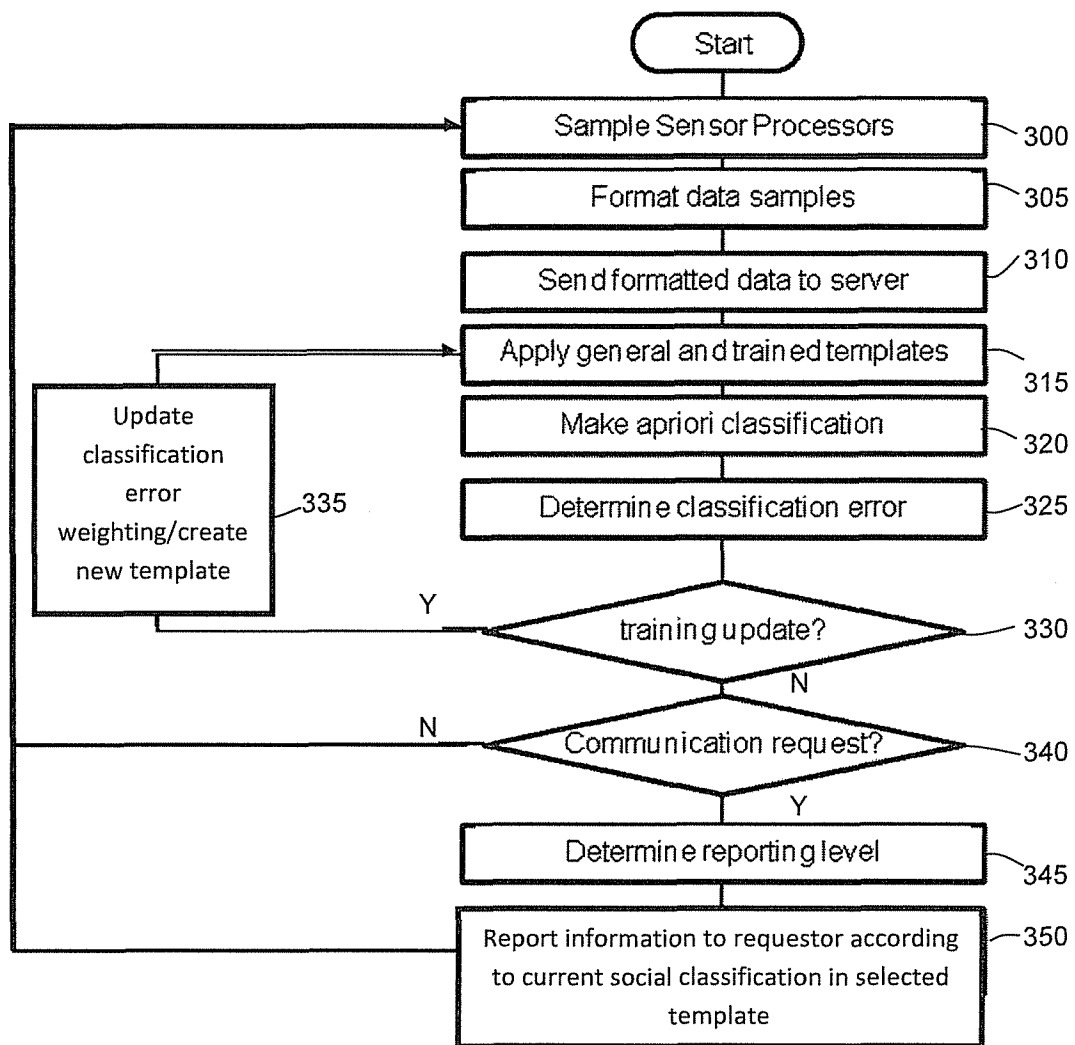 Start
Sample Sensor Processors
300
Format data samples
305
Send formatted data to server
310
Apply general and trained templates
315
Make apriori classification
320
Determine classification error
325
Update
classification
error
weighting/create
new template
335
Y
training update?
330
N
N
Communication request?
340
Y
Determine reporting level
345
Report information to requestor according
to current social classification in selected
template
350